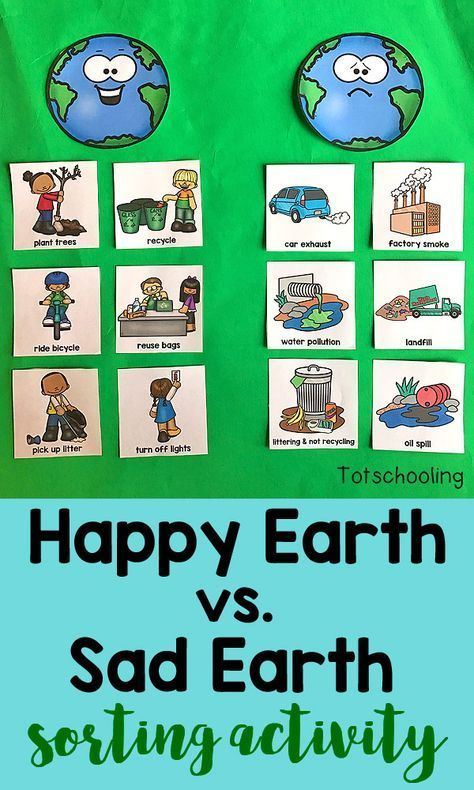 plant trees
recycle
car exhaust
factory smoke
ride bicycle
reuse bags
water pollution
landfill
pick up litter
turn off lights
littering & not recycling
oil spill
Totschooling
Happy Earth
vs.
Sad Earth
sorting activity